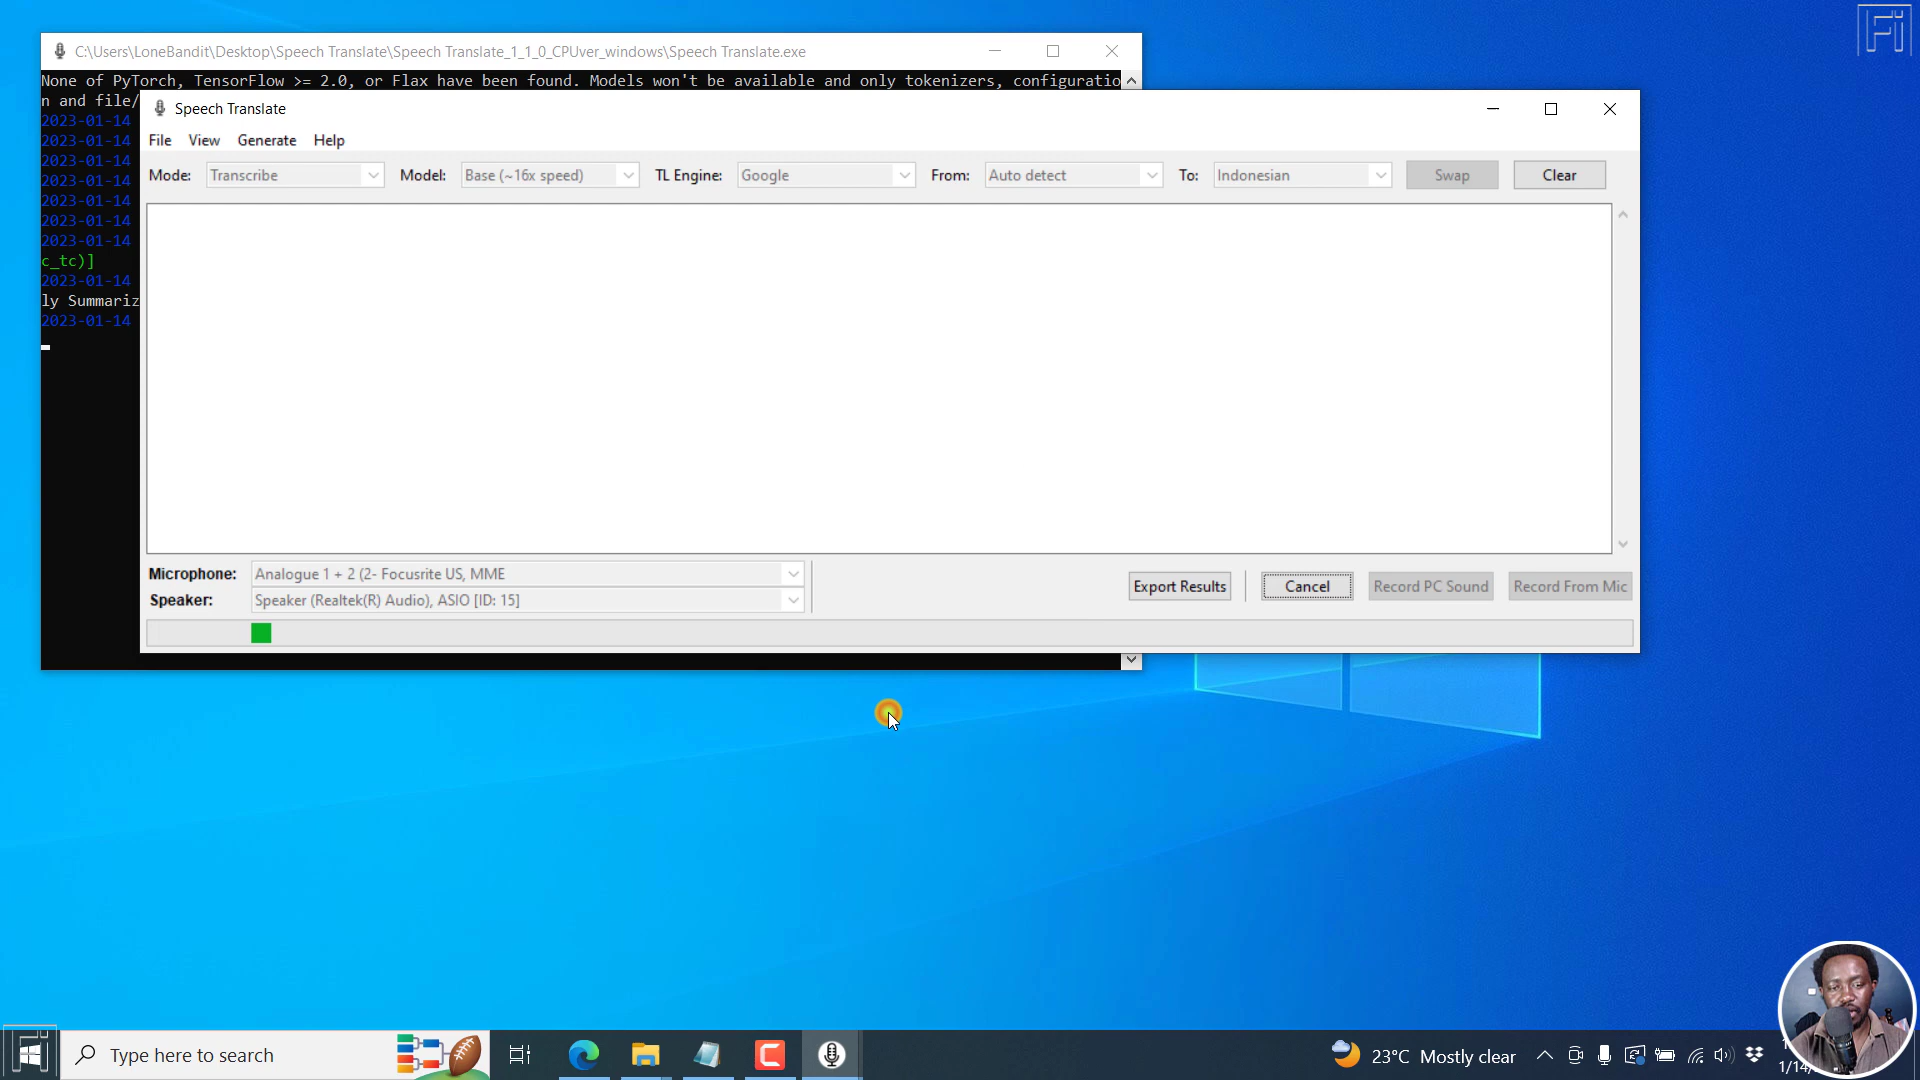 C:\Users\LoneBandit\Desktop\Speech Translate\Speech Translate_1_1_0_CPUver_windows\Speech Translate.exe
None of PyTorch, TensorFlow >= 2.0, or Flax have been found. Models won't be available and only tokenizers, configuratio
n and file/
2023-01-14
2023-01-14
2023-01-14
2023-01-14
2023-01-14
2023-01-14
2023-01-14
c_tc)]
2023-01-14
ly Summariz
2023-01-14
Speech Translate
File View Generate Help
Mode: Transcribe Model: Base (~16x speed) TL Engine: Google From: Auto detect To: Indonesian Swap Clear
Microphone: Analogue 1 + 2 (2- Focusrite US, MME
Speaker: Speaker (Realtek(R) Audio), ASIO [ID: 15]
Export Results Cancel Record PC Sound Record From Mic
Type here to search
23°C Mostly clear
1/14/